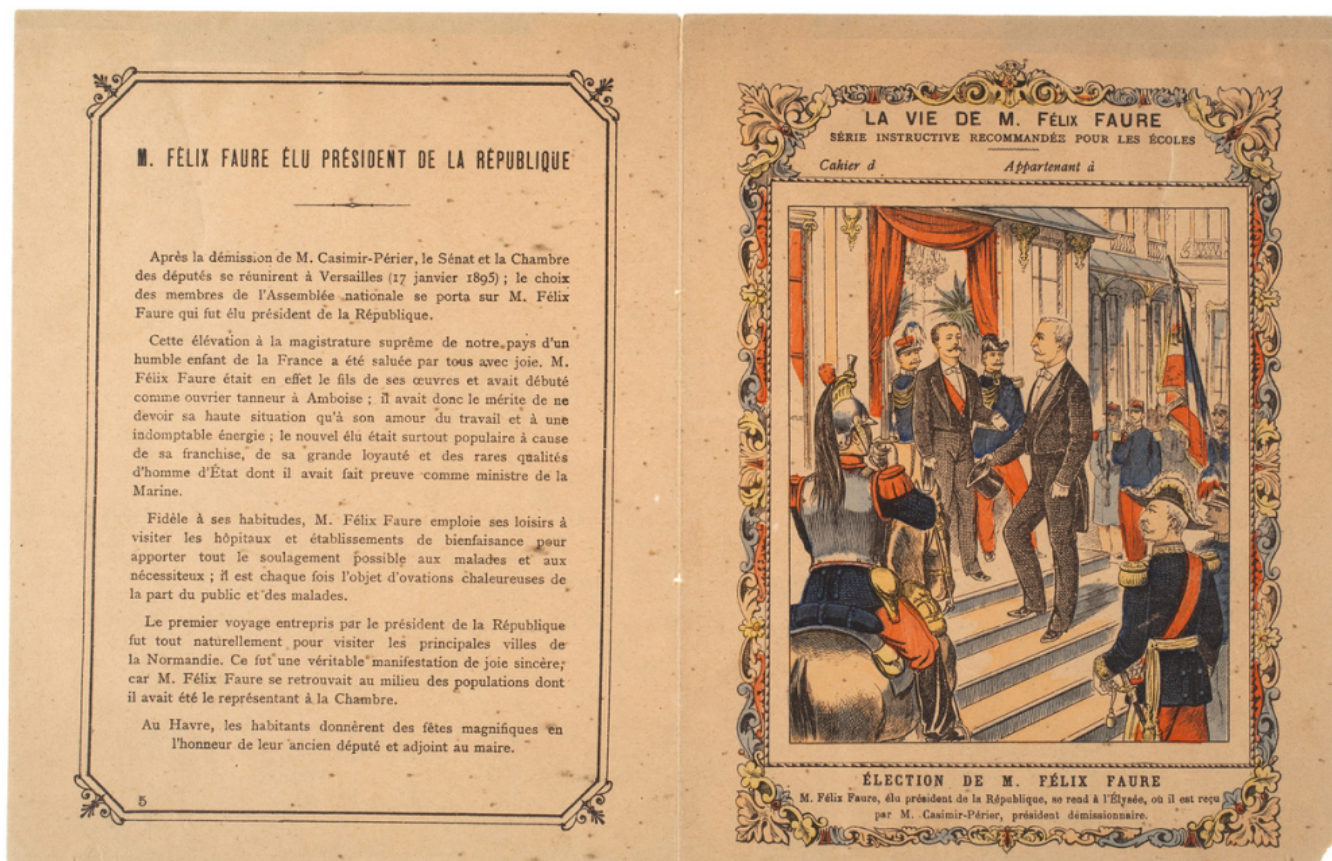 M. FÉLIX FAURE ÉLU PRÉSIDENT DE LA RÉPUBLIQUE
Après la démission de M. Casimir-Périer, le Sénat et la Chambre
des députés se réunirent à Versailles (17 janvier 1895) ; le choix
des membres de l'Assemblée nationale se porta sur M. Félix
Faure qui fut élu président de la République.
Cette élévation à la magistrature suprême de notre pays d'un
humble enfant de la France a été saluée par tous avec joie. M.
Félix Faure était en effet le fils de ses œuvres et avait débuté
comme ouvrier tanneur à Amboise ; il avait donc le mérite de ne
devoir sa haute situation qu'à son amour du travail et à une
indomptable énergie ; le nouvel élu était surtout populaire à cause
de sa franchise, de sa grande loyauté et des rares qualités
d'homme d'État dont il avait fait preuve comme ministre de la
Marine.
Fidèle à ses habitudes, M. Félix Faure emploie ses loisirs à
visiter les hôpitaux et établissements de bienfaisance pour
apporter tout le soulagement possible aux malades et aux
nécessiteux ; il est chaque fois l'objet d'ovations chaleureuses de
la part du public et des malades.
Le premier voyage entrepris par le président de la République
fut tout naturellement pour visiter les principales villes de
la Normandie. Ce fut une véritable manifestation de joie sincère,
car M. Félix Faure se retrouvait au milieu des populations dont
il avait été le représentant à la Chambre.
Au Havre, les habitants donnèrent des fêtes magnifiques en
l'honneur de leur ancien député et adjoint au maire.
5
LA VIE DE M. FÉLIX FAURE
SÉRIE INSTRUCTIVE RECOMMANDÉE POUR LES ÉCOLES
Cahier d Appartenant à
ÉLECTION DE M. FÉLIX FAURE
M. Félix Faure, élu président de la République, se rend à l'Élysée, où il est reçu
par M. Casimir-Périer, président démissionnaire.